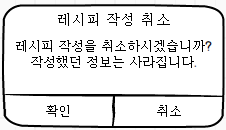 레시피 작성 취소
레시피 작성을 취소하시겠습니까?
작성했던 정보는 사라집니다.
확인
취소